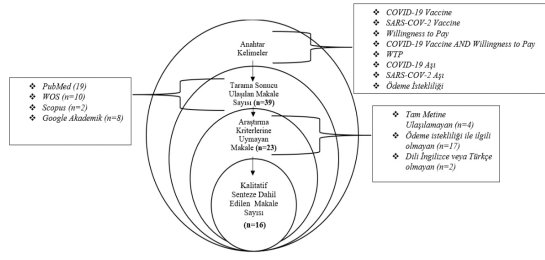 ❖ COVID-19 Vaccine
❖ SARS-COV-2 Vaccine
❖ Willingness to Pay
❖ COVID-19 Vaccine AND Willingness to Pay
❖ WTP
❖ COVID-19 Aşı
❖ SARS-COV-2 Aşı
❖ Ödeme İstekliliği
Anahtar
Kelimeler
❖ PubMed (19)
❖ WOS (n=10)
❖ Scopus (n=2)
❖ Google Akademik (n=8)
Tarama Sonucu
Ulaşılan Makale
Sayısı (n=39)
Araştırma
Kriterlerine
Uymayan
Makale (n=23)
❖ Tam Metine
Ulaşılamayan (n=4)
❖ Ödeme istekliliği ile ilgili
olmayan (n=17)
❖ Dili İngilizce veya Türkçe
olmayan (n=2)
Kalitatif
Senteze Dahil
Edilen Makale
Sayısı
(n=16)